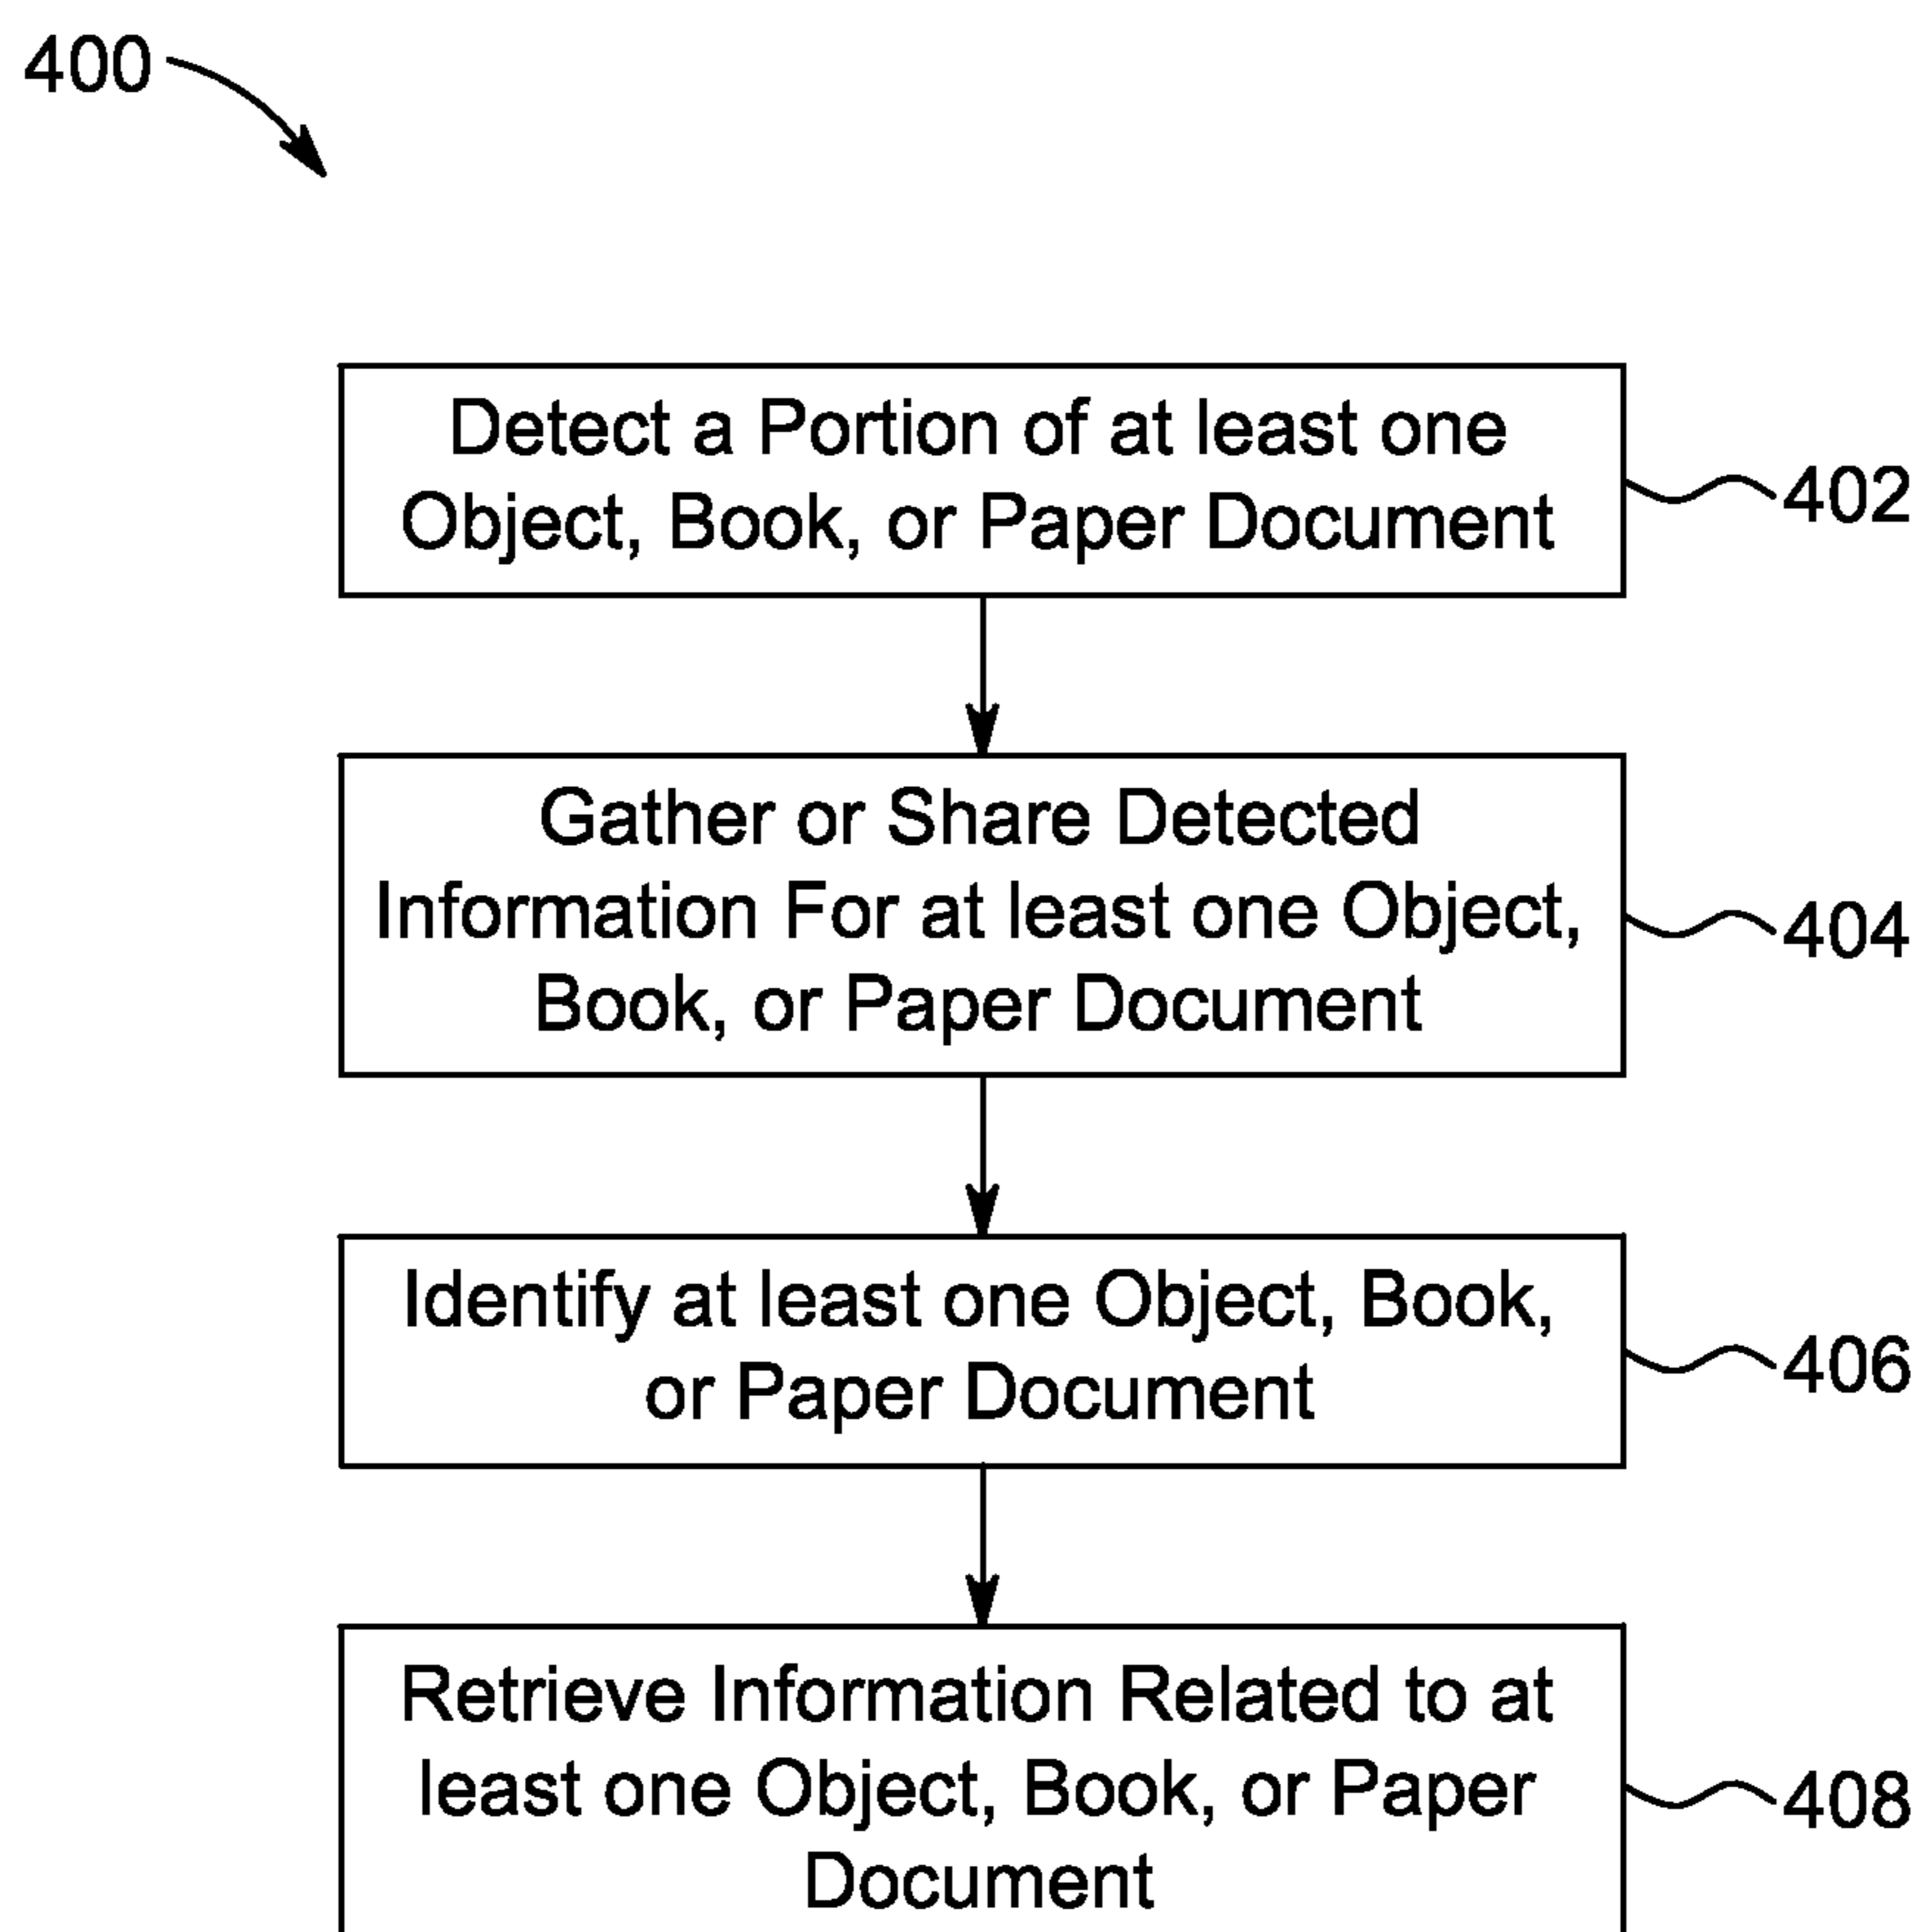 400
Detect a Portion of at least one
Object, Book, or Paper Document
402
Gather or Share Detected
Information For at least one Object,
Book, or Paper Document
404
Identify at least one Object, Book,
or Paper Document
406
Retrieve Information Related to at
least one Object, Book, or Paper
Document
408